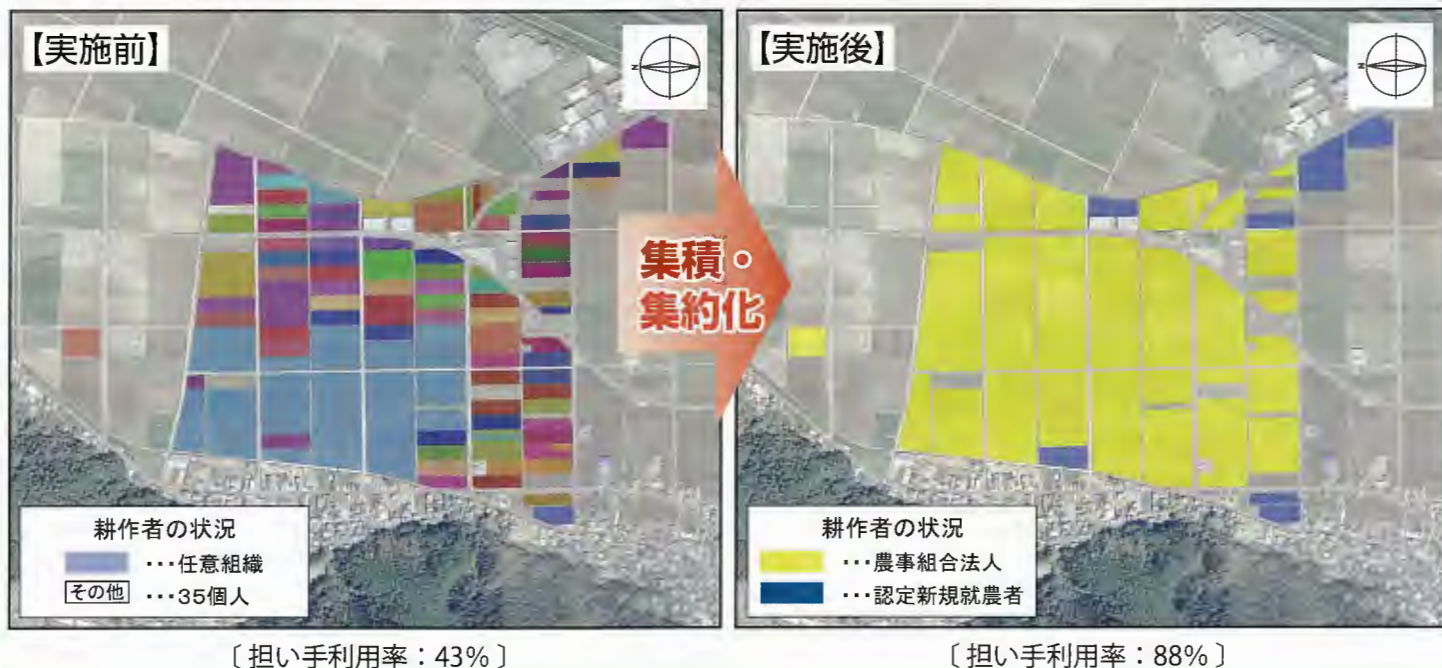 【実施前】
N
耕作者の状況
…任意組織
その他 …35個人
〔担い手利用率：43%〕
集積・
集約化
【実施後】
N
耕作者の状況
…農事組合法人
…認定新規就農者
〔担い手利用率：88%〕